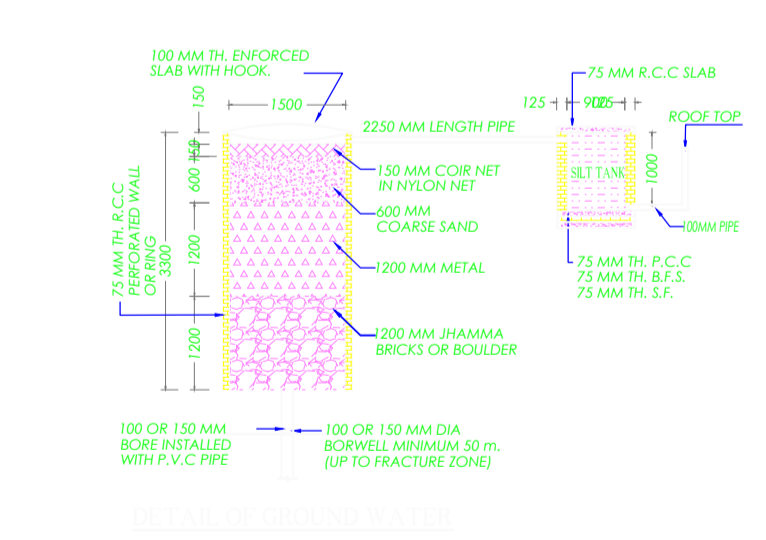 100 MM TH. ENFORCED
SLAB WITH HOOK.
150
1500
2250 MM LENGTH PIPE
125
125
75 MM R.C.C SLAB
ROOF TOP
150
600
150 MM COIR NET
IN NYLON NET
SILT TANK
1000
600 MM
COARSE SAND
100MM PIPE
75 MM TH. R.C.C
PERFORATED WALL
OR RING
3300
1200
1200 MM METAL
75 MM TH. P.C.C
75 MM TH. B.F.S.
75 MM TH. S.F.
1200
1200 MM JHAMMA
BRICKS OR BOULDER
100 OR 150 MM
BORE INSTALLED
WITH P.V.C PIPE
100 OR 150 MM DIA
BORWELL MINIMUM 50 m.
(UP TO FRACTURE ZONE)
DETAIL OF GROUND WATER